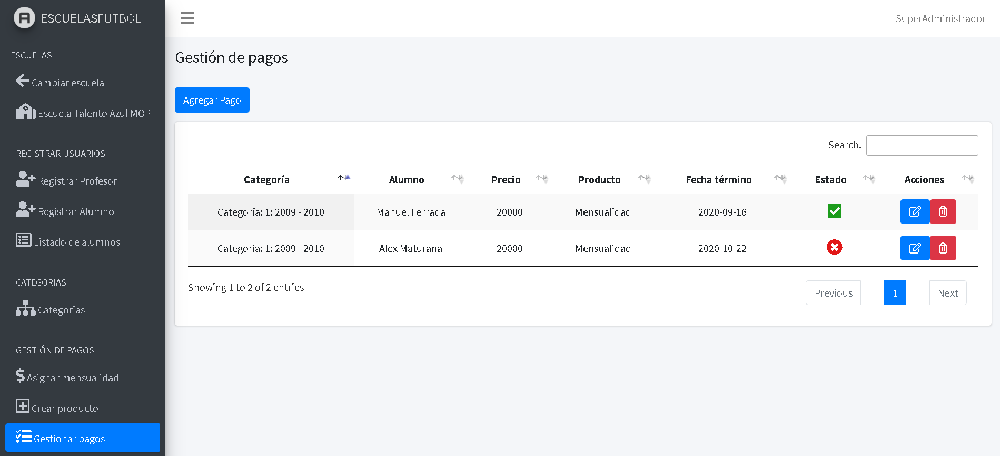 ESCUELASFUTBOL
SuperAdministrador
ESCUELAS
Cambiar escuela
Escuela Talento Azul MOP
REGISTRAR USUARIOS
Registrar Profesor
Registrar Alumno
Listado de alumnos
CATEGORIAS
Categorias
GESTIÓN DE PAGOS
Asignar mensualidad
Crear producto
Gestionar pagos
Gestión de pagos
Agregar Pago
Search:
Categoría Alumno Precio Producto Fecha término Estado Acciones
Categoría: 1: 2009 - 2010 Manuel Ferrada 20000 Mensualidad 2020-09-16
Categoría: 1: 2009 - 2010 Alex Maturana 20000 Mensualidad 2020-10-22
Showing 1 to 2 of 2 entries
Previous 1 Next